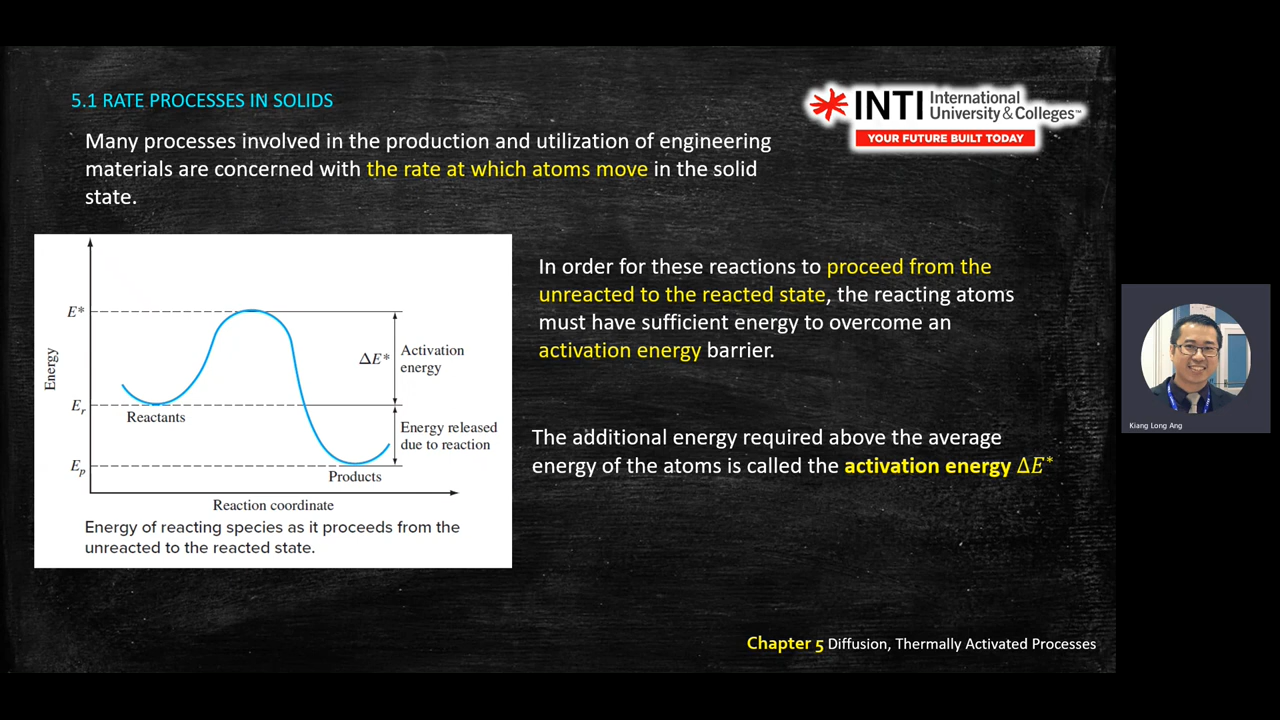 5.1 RATE PROCESSES IN SOLIDS
INTI International
University & Colleges™
YOUR FUTURE BUILT TODAY
Many processes involved in the production and utilization of engineering
materials are concerned with the rate at which atoms move in the solid
state.
E*
ΔE*
Activation
energy
Energy
E_r
Reactants
Energy released
due to reaction
E_p
Products
Reaction coordinate
Energy of reacting species as it proceeds from the
unreacted to the reacted state.
In order for these reactions to proceed from the
unreacted to the reacted state, the reacting atoms
must have sufficient energy to overcome an
activation energy barrier.
The additional energy required above the average
energy of the atoms is called the activation energy ΔE*
Kiang Long Ang
Chapter 5 Diffusion, Thermally Activated Processes